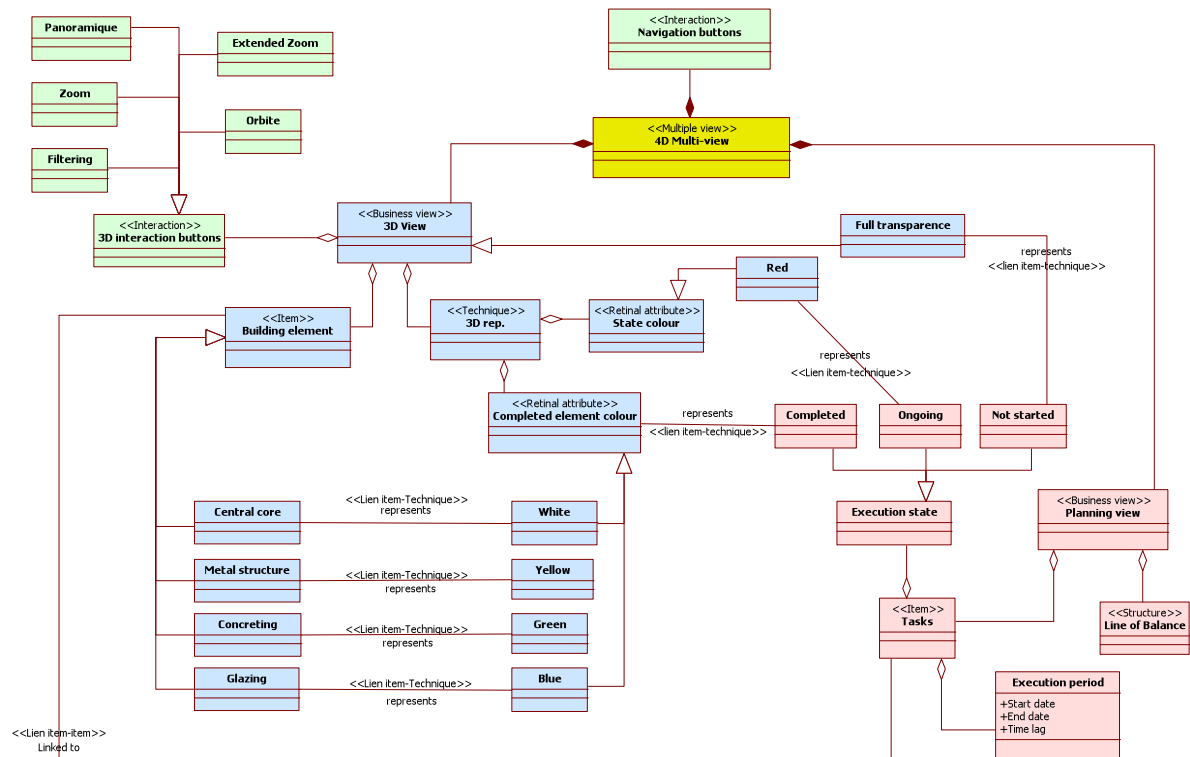 Panoramique
Extended Zoom
<<Interaction>>
Navigation buttons
Zoom
Orbite
<<Multiple view>>
4D Multi-view
Filtering
<<Interaction>>
3D interaction buttons
<<Business view>>
3D View
Full transparence
represents
<<lien item-technique>>
Red
<<Item>>
Building element
<<Technique>>
3D rep.
<<Retinal attribute>>
State colour
represents
<<Lien item-technique>>
<<Retinal attribute>>
Completed element colour
represents
<<lien item-technique>>
Completed
Ongoing
Not started
<<Lien item-Technique>>
represents
Central core
White
Execution state
<<Business view>>
Planning view
Metal structure
<<Lien item-Technique>>
represents
Yellow
Concreting
<<Lien item-Technique>>
represents
Green
<<Item>>
Tasks
<<Structure>>
Line of Balance
Glazing
<<Lien item-Technique>>
represents
Blue
Execution period
+Start date
+End date
+Time lag
<<Lien item-item>>
Linked to